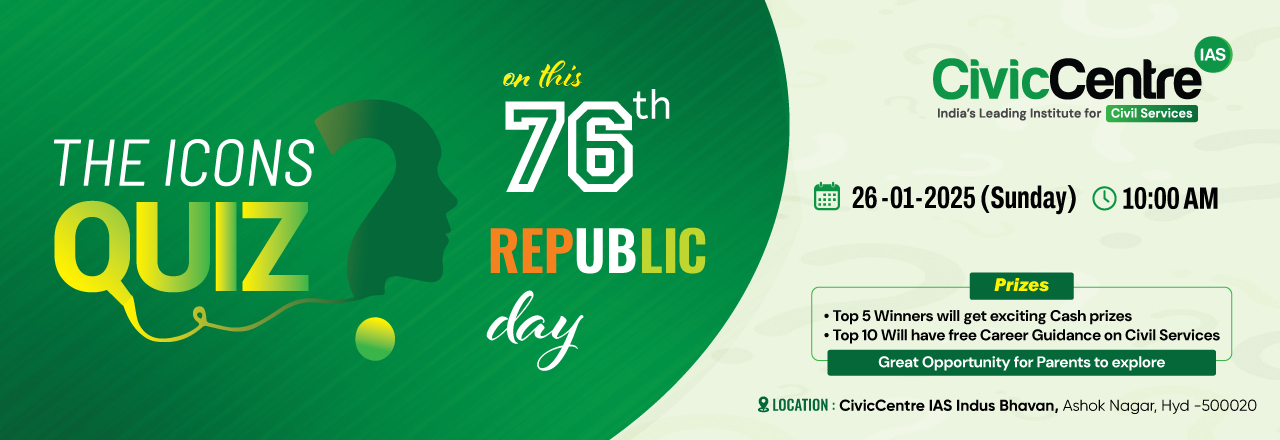 THE ICONS
QUIZ
on this
76th
REPUBLIC
day
CivicCentre IAS
India's Leading Institute for Civil Services
26 -01-2025 (Sunday) 10:00 AM
Prizes
• Top 5 Winners will get exciting Cash prizes
• Top 10 Will have free Career Guidance on Civil Services
Great Opportunity for Parents to explore
LOCATION : CivicCentre IAS Indus Bhavan, Ashok Nagar, Hyd -500020